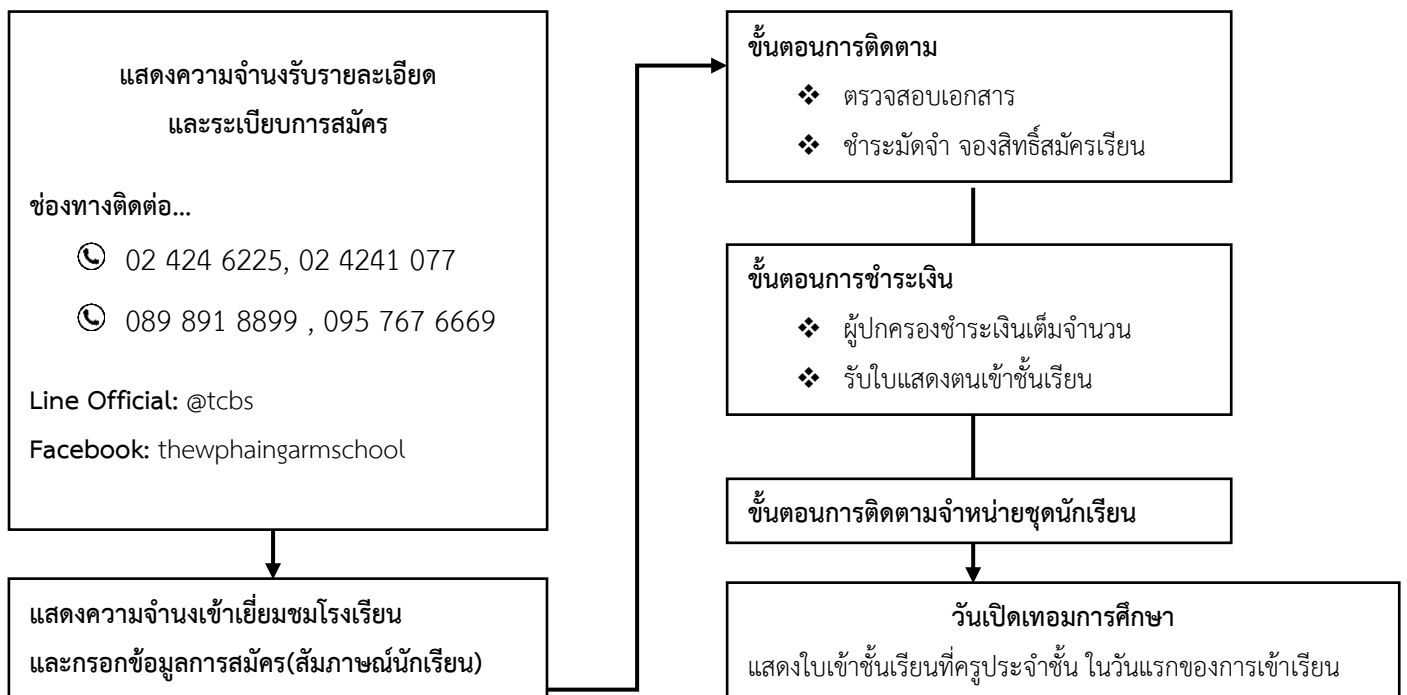 แสดงความจำนงรับรายละเอียด
และระเบียบการสมัคร
ช่องทางติดต่อ...
02 424 6225, 02 4241 077
089 891 8899 , 095 767 6669
Line Official: @tcbs
Facebook: thewphaingarmschool
แสดงความจำนงเข้าเยี่ยมชมโรงเรียน
และกรอกข้อมูลการสมัคร(สัมภาษณ์นักเรียน)
ขั้นตอนการติดตาม
❖ ตรวจสอบเอกสาร
❖ ชำระมัดจำ จองสิทธิ์สมัครเรียน
ขั้นตอนการชำระเงิน
❖ ผู้ปกครองชำระเงินเต็มจำนวน
❖ รับใบแสดงตนเข้าชั้นเรียน
ขั้นตอนการติดตามจำหน่ายชุดนักเรียน
วันเปิดเทอมการศึกษา
แสดงใบเข้าชั้นเรียนที่ครูประจำชั้น ในวันแรกของการเข้าเรียน